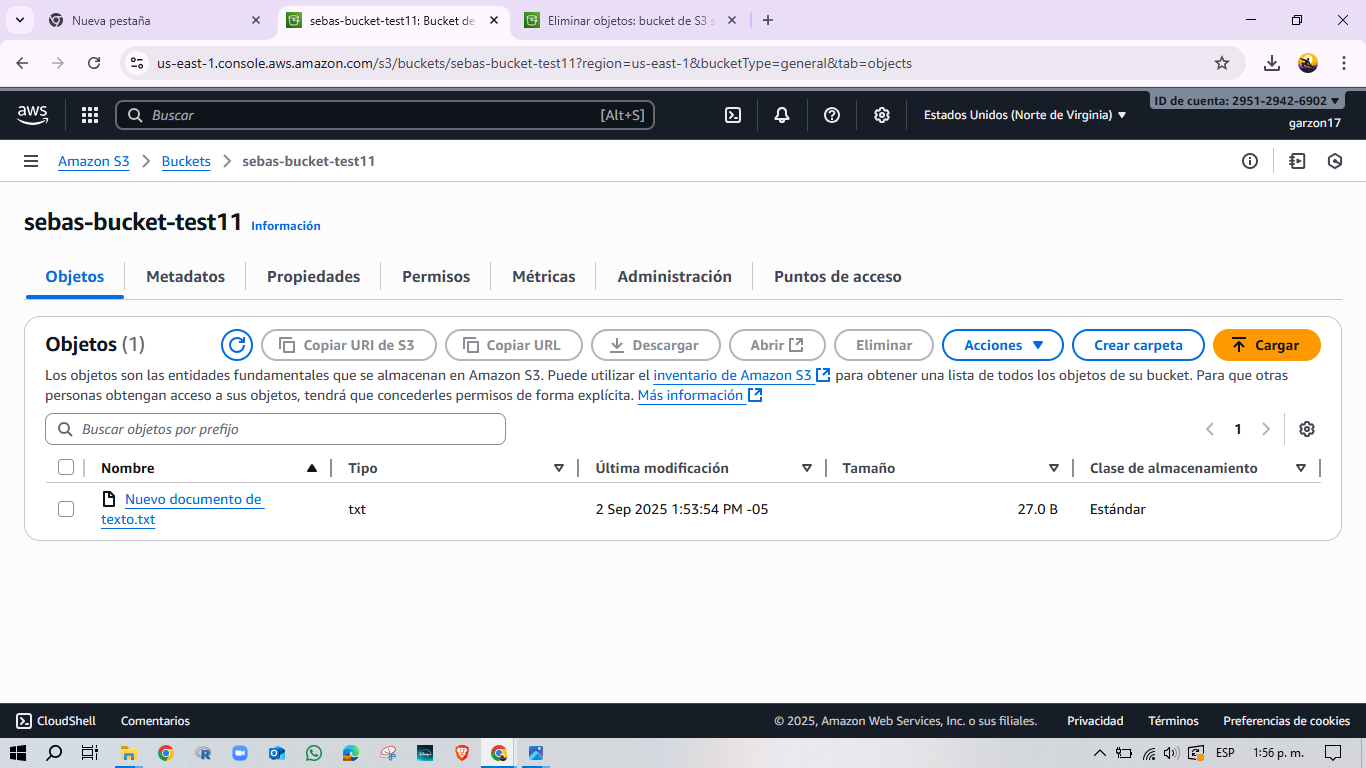 Nueva pestaña
sebas-bucket-test11: Bucket de
Eliminar objetos: bucket de S3 s
us-east-1.console.aws.amazon.com/s3/buckets/sebas-bucket-test11?region=us-east-1&bucketType=general&tab=objects
aws
Buscar
[Alt+S]
Estados Unidos (Norte de Virginia)
ID de cuenta: 2951-2942-6902
garzon17
Amazon S3
Buckets
sebas-bucket-test11
sebas-bucket-test11 Información
Objetos Metadatos Propiedades Permisos Métricas Administración Puntos de acceso
Objetos (1) Copiar URI de S3 Copiar URL Descargar Abrir Eliminar Acciones Crear carpeta Cargar
Los objetos son las entidades fundamentales que se almacenan en Amazon S3. Puede utilizar el inventario de Amazon S3 para obtener una lista de todos los objetos de su bucket. Para que otras
personas obtengan acceso a sus objetos, tendrá que concederles permisos de forma explícita. Más información
Buscar objetos por prefijo
1
Nombre Tipo Última modificación Tamaño Clase de almacenamiento
Nuevo documento de
texto.txt
txt 2 Sep 2025 1:53:54 PM -05 27.0 B Estándar
CloudShell Comentarios © 2025, Amazon Web Services, Inc. o sus filiales. Privacidad Términos Preferencias de cookies
ESP 1:56 p. m.